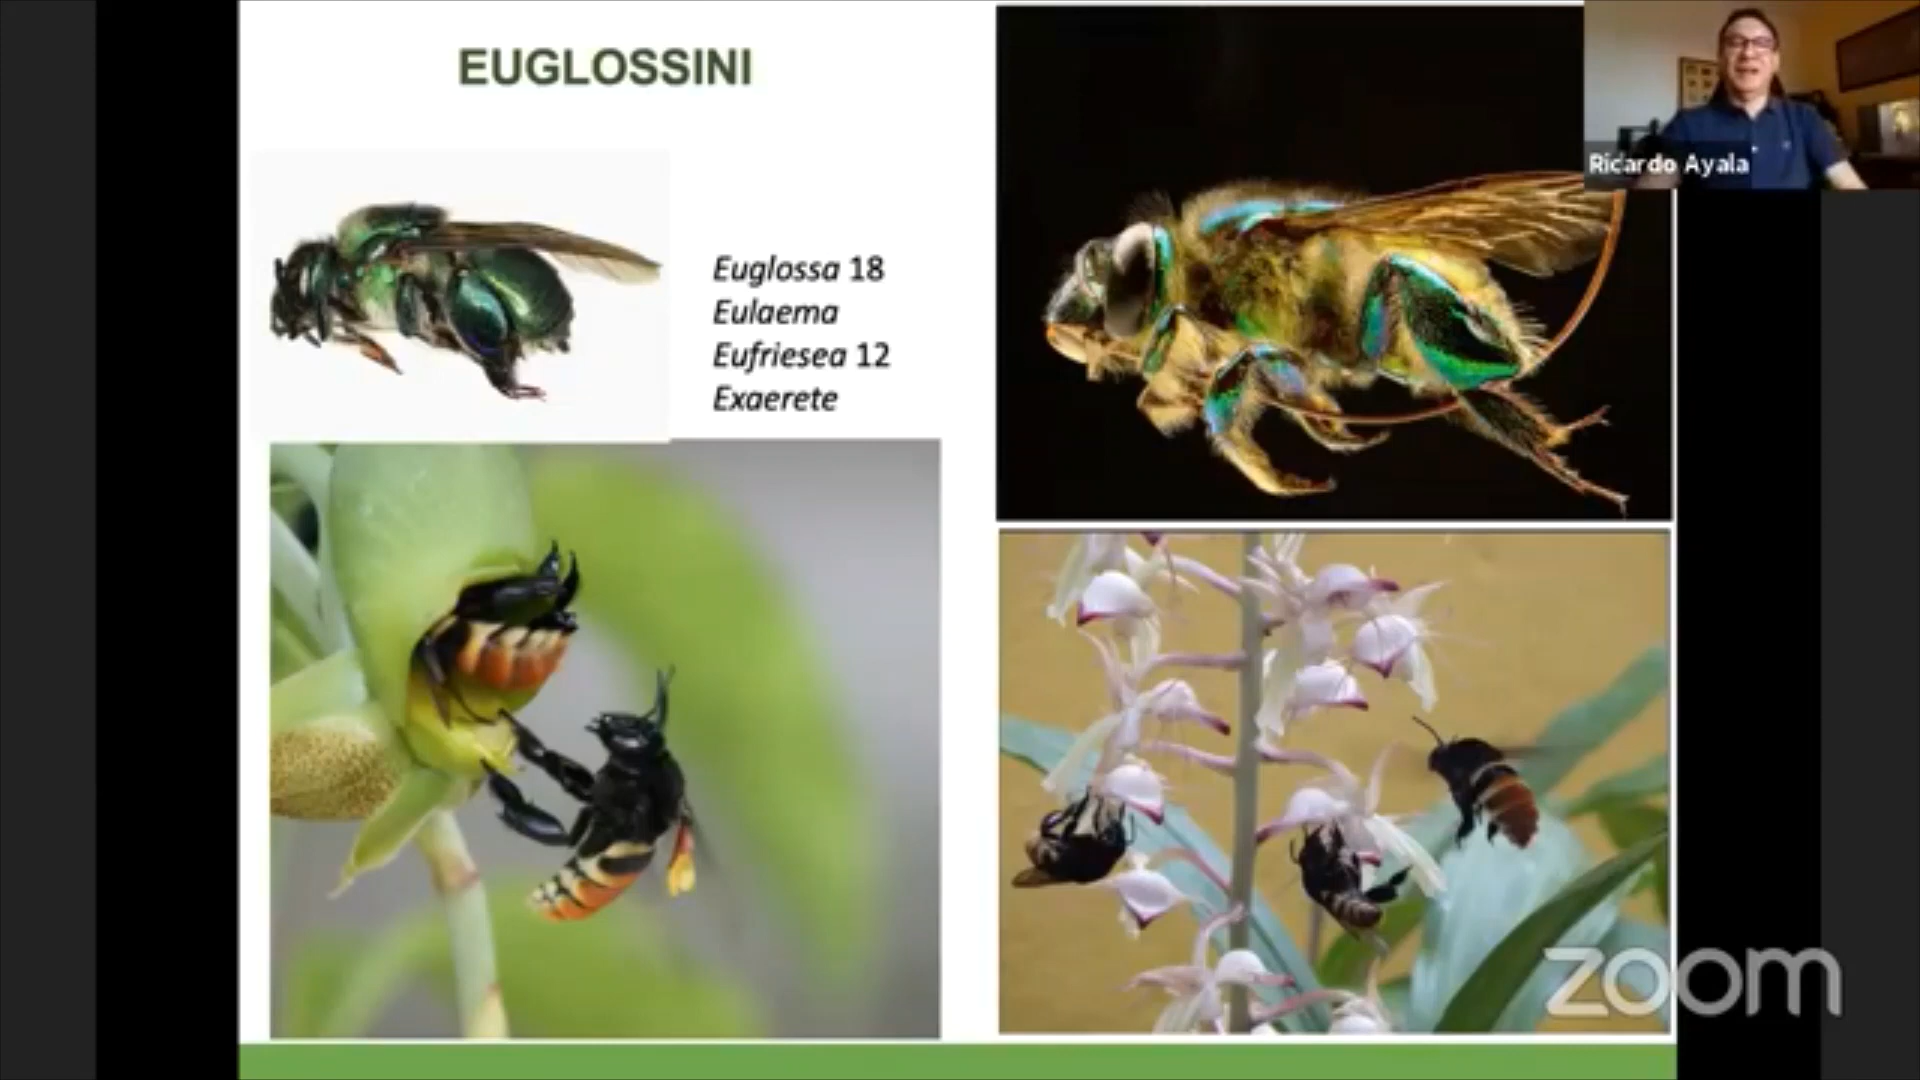 EUGLOSSINI
Ricardo Ayala
Euglossa 18
Eulaema
Eufriesea 12
Exaerete
zoom